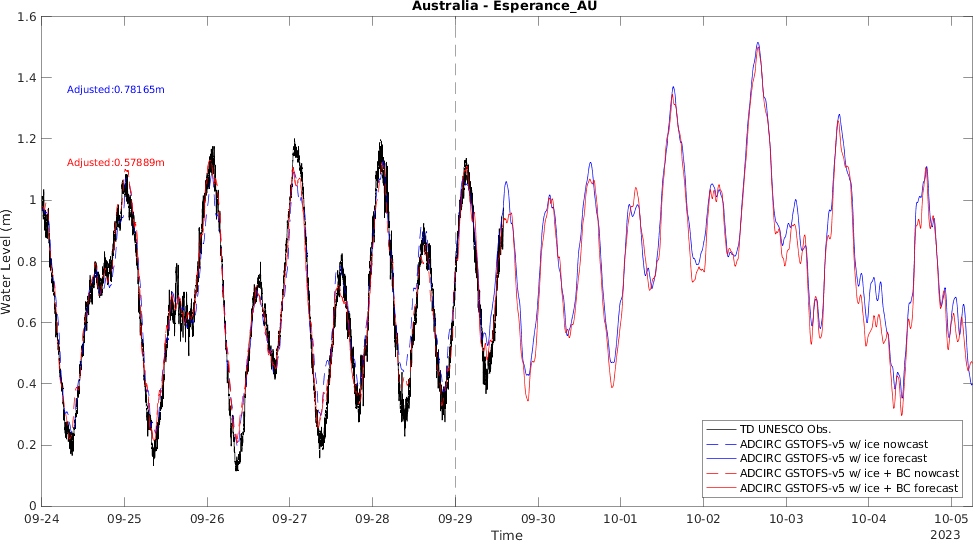 Australia - Esperance_AU
1.6
1.4
1.2
1
0.8
0.6
0.4
0.2
0
Water Level (m)
Adjusted:0.78165m
Adjusted:0.57889m
TD UNESCO Obs.
ADCIRC GSTOFS-v5 w/ ice nowcast
ADCIRC GSTOFS-v5 w/ ice forecast
ADCIRC GSTOFS-v5 w/ ice + BC nowcast
ADCIRC GSTOFS-v5 w/ ice + BC forecast
09-24 09-25 09-26 09-27 09-28 09-29 09-30 10-01 10-02 10-03 10-04 10-05
Time
2023